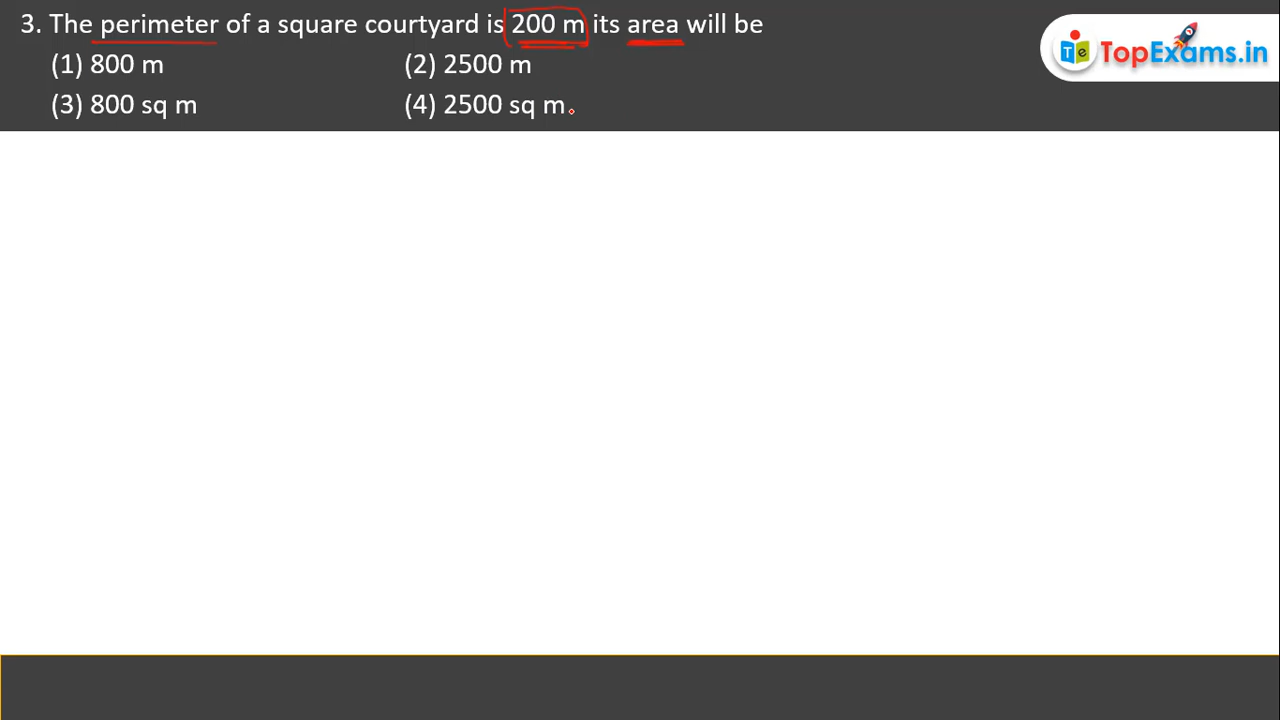 3. The perimeter of a square courtyard is 200 m its area will be
(1) 800 m (2) 2500 m
(3) 800 sq m (4) 2500 sq m
Te TopExams.in